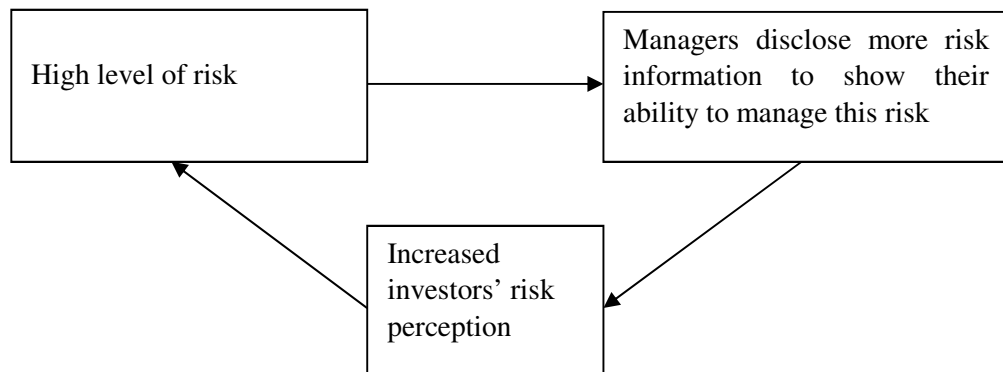 High level of risk
Managers disclose more risk
information to show their
ability to manage this risk
Increased
investors’ risk
perception